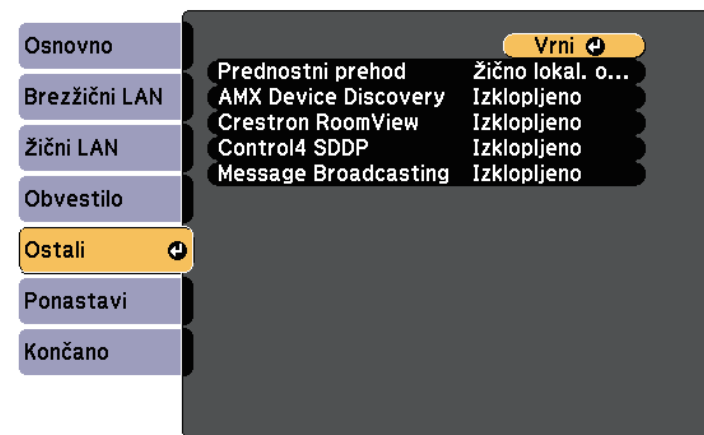 Osnovno
Brezžični LAN
Žični LAN
Obvestilo
Ostali
Ponastavi
Končano
Vrni
Prednostni prehod Žično lokal. o...
AMX Device Discovery Izklopljeno
Crestron RoomView Izklopljeno
Control4 SDDP Izklopljeno
Message Broadcasting Izklopljeno